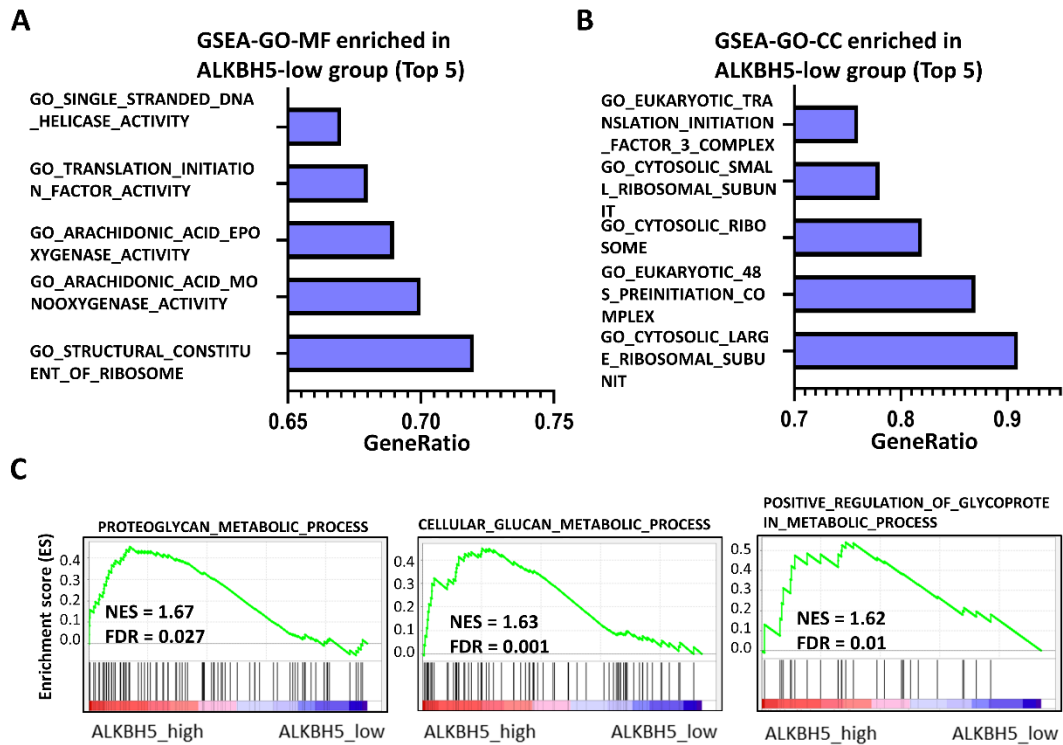 A
GSEA-GO-MF enriched in
ALKBH5-low group (Top 5)
GO_SINGLE_STRANDED_DNA
_HELICASE_ACTIVITY
GO_TRANSLATION_INITIATIO
N_FACTOR_ACTIVITY
GO_ARACHIDONIC_ACID_EPO
XYGENASE_ACTIVITY
GO_ARACHIDONIC_ACID_MO
NOOXYGENASE_ACTIVITY
GO_STRUCTURAL_CONSTITU
ENT_OF_RIBOSOME
0.65 0.70 0.75
GeneRatio
B
GSEA-GO-CC enriched in
ALKBH5-low group (Top 5)
GO_EUKARYOTIC_TRA
NSLATION_INITIATION
_FACTOR_3_COMPLEX
GO_CYTOSOLIC_SMAL
L_RIBOSOMAL_SUBUN
IT
GO_CYTOSOLIC_RIBO
SOME
GO_EUKARYOTIC_48
S_PREINITIATION_CO
MPLEX
GO_CYTOSOLIC_LARG
E_RIBOSOMAL_SUBU
NIT
0.7 0.8 0.9
GeneRatio
C
Enrichment score (ES)
PROTEOGLYCAN_METABOLIC_PROCESS
0.4
0.3
0.2
0.1
0.0
NES = 1.67
FDR = 0.027
ALKBH5_high ALKBH5_low
CELLULAR_GLUCAN_METABOLIC_PROCESS
0.4
0.3
0.2
0.1
0.0
NES = 1.63
FDR = 0.001
ALKBH5_high ALKBH5_low
POSITIVE_REGULATION_OF_GLYCOPROTE
IN_METABOLIC_PROCESS
0.5
0.4
0.3
0.2
0.1
0.0
NES = 1.62
FDR = 0.01
ALKBH5_high ALKBH5_low